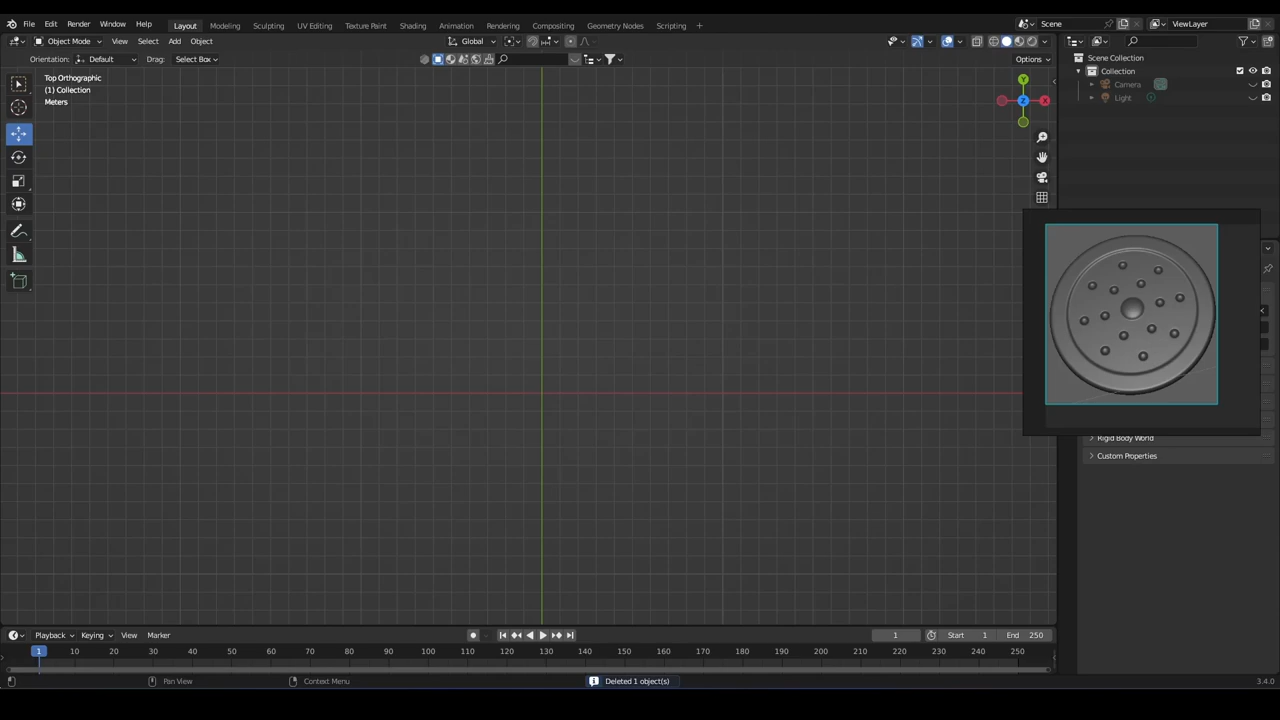 File Edit Render Window Help Layout Modeling Sculpting UV Editing Texture Paint Shading Animation Rendering Compositing Geometry Nodes Scripting + Scene ViewLayer
Object Mode View Select Add Object Global
Orientation: Default Drag: Select Box Options
Scene Collection
Collection
Camera
Light
Top Orthographic
(1) Collection
Meters
Y
Z
X
Rigid Body World
Custom Properties
Playback Keying View Marker 1 Start 1 End 250
1 10 20 30 40 50 60 70 80 90 100 110 120 130 140 150 160 170 180 190 200 210 220 230 240 250
Pan View Context Menu Deleted 1 object(s) 3.4.0